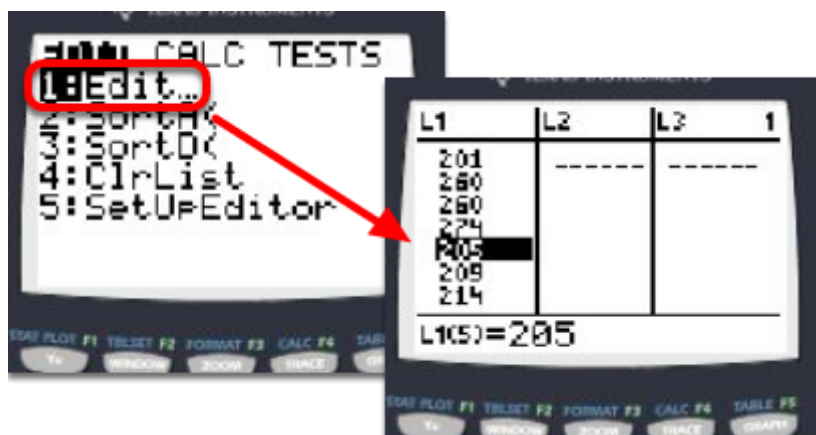 EDIT CALC TESTS
1:Edit…
2:SortA(
3:SortD(
4:ClrList
5:SetUpEditor
STAT PLOT F1 TBLSET F2 FORMAT F3 CALC F4
WINDOW ZOOM TRACE
L1 L2 L3 1
201 ------ ------
260
260
274
205
209
214
L1(5)=205
STAT PLOT F1 TBLSET F2 FORMAT F3 CALC F4 TABLE F5
WINDOW ZOOM TRACE GRAPH